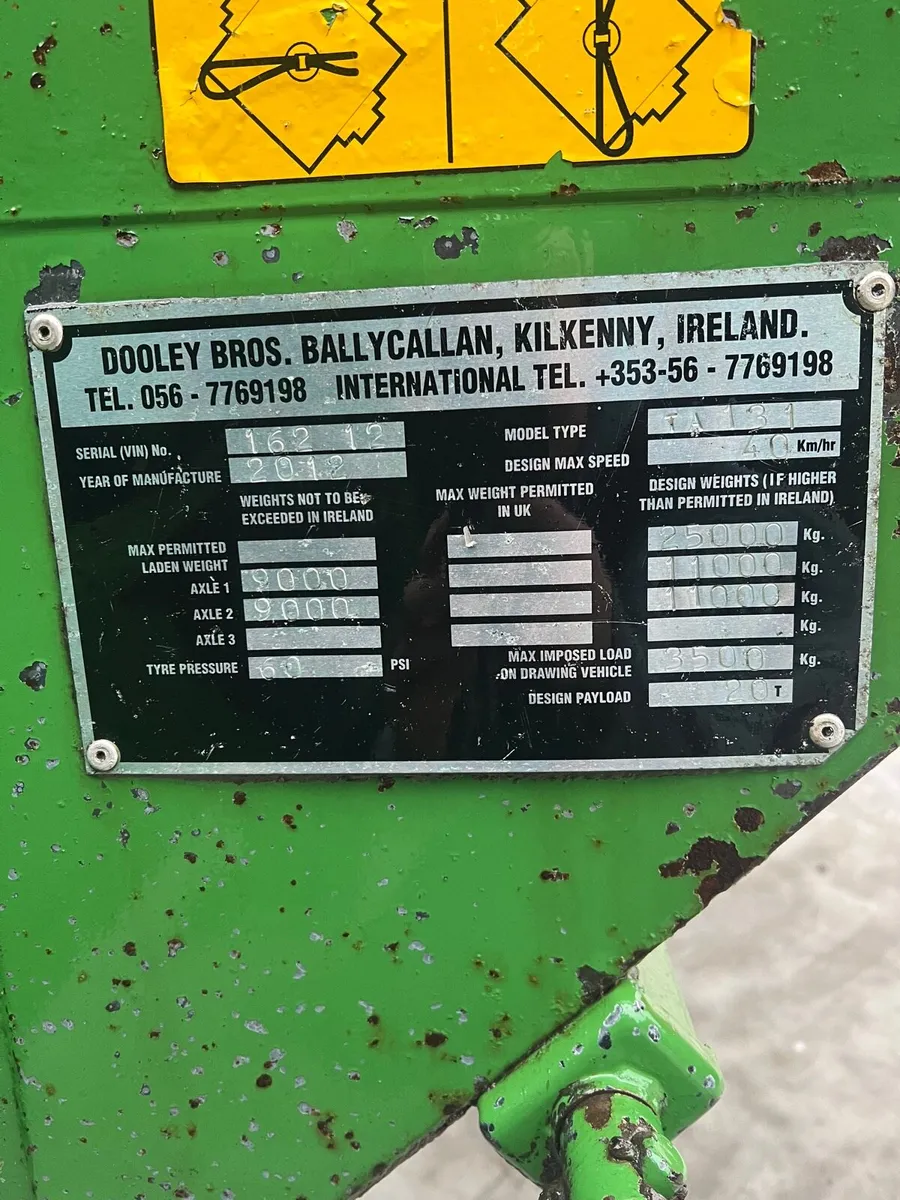 DOOLEY BROS. BALLYCALLAN, KILKENNY, IRELAND.
TEL. 056 - 7769198 INTERNATIONAL TEL. +353-56 - 7769198
SERIAL (VIN) No. 162 12
YEAR OF MANUFACTURE 2012
MODEL TYPE TA 131
DESIGN MAX SPEED 40 Km/hr
WEIGHTS NOT TO BE
EXCEEDED IN IRELAND
MAX WEIGHT PERMITTED
IN UK
DESIGN WEIGHTS (IF HIGHER
THAN PERMITTED IN IRELAND)
MAX PERMITTED
LADEN WEIGHT 25000 Kg.
AXLE 1 9000 11000 Kg.
AXLE 2 9000 11000 Kg.
AXLE 3 Kg.
TYRE PRESSURE 60 PSI
MAX IMPOSED LOAD
ON DRAWING VEHICLE 3500 Kg.
DESIGN PAYLOAD 20 T